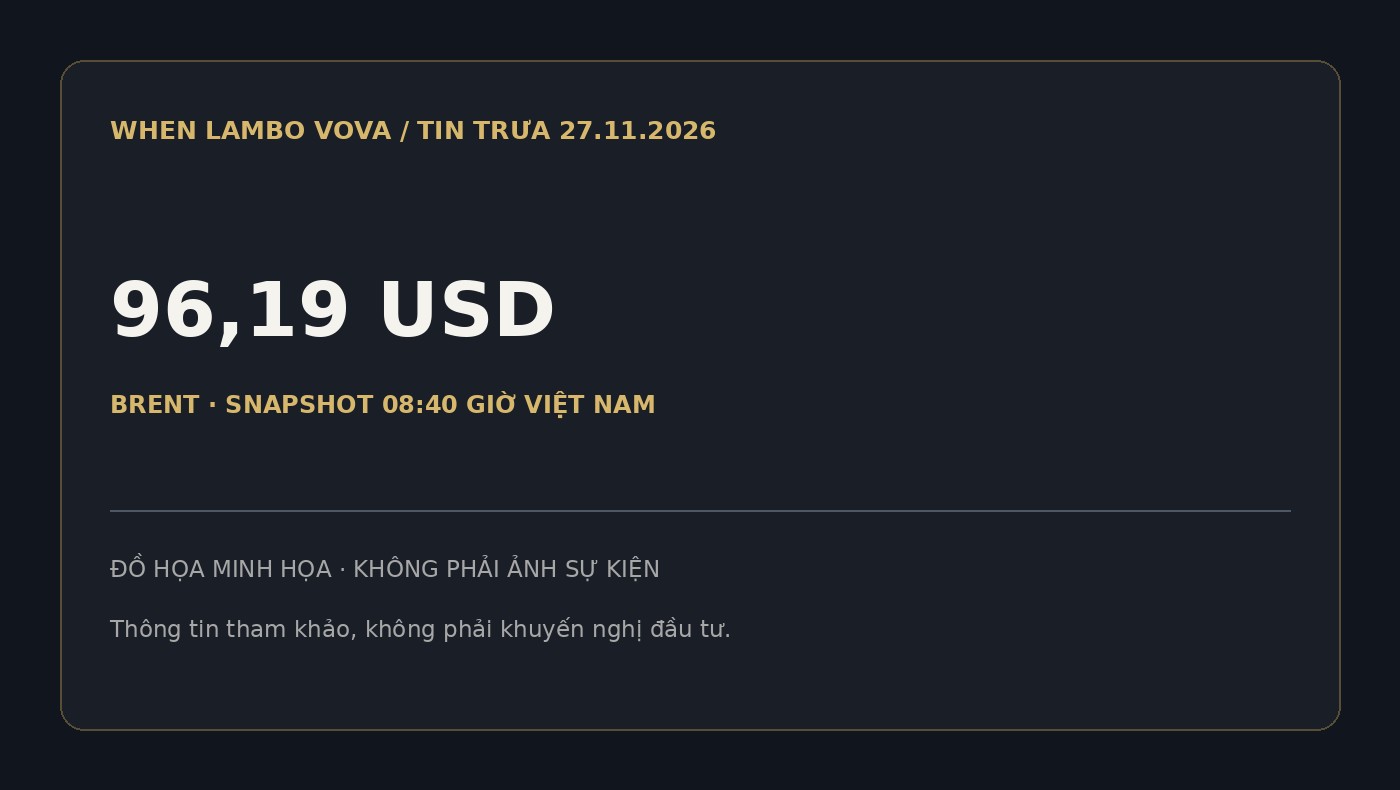 WHEN LAMBO VOVA / TIN TRƯA 27.11.2026
96,19 USD
BRENT · SNAPSHOT 08:40 GIỜ VIỆT NAM
ĐỒ HỌA MINH HỌA · KHÔNG PHẢI ẢNH SỰ KIỆN
Thông tin tham khảo, không phải khuyến nghị đầu tư.